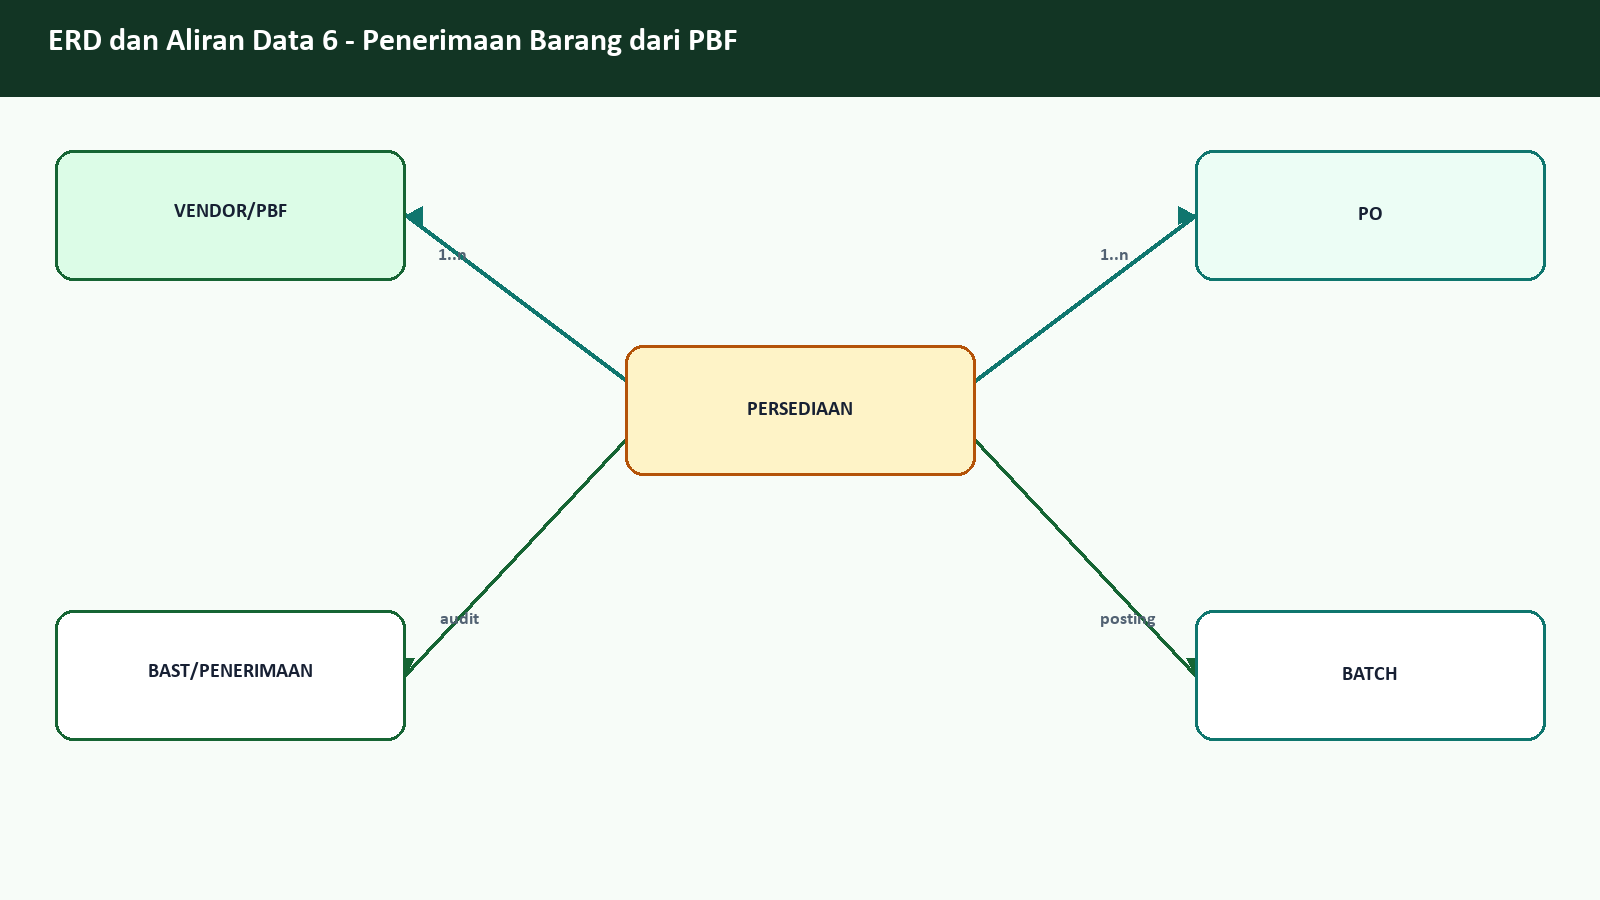 ERD dan Aliran Data 6 - Penerimaan Barang dari PBF
VENDOR/PBF
PO
1..n
1..n
PERSEDIAAN
audit
posting
BAST/PENERIMAAN
BATCH